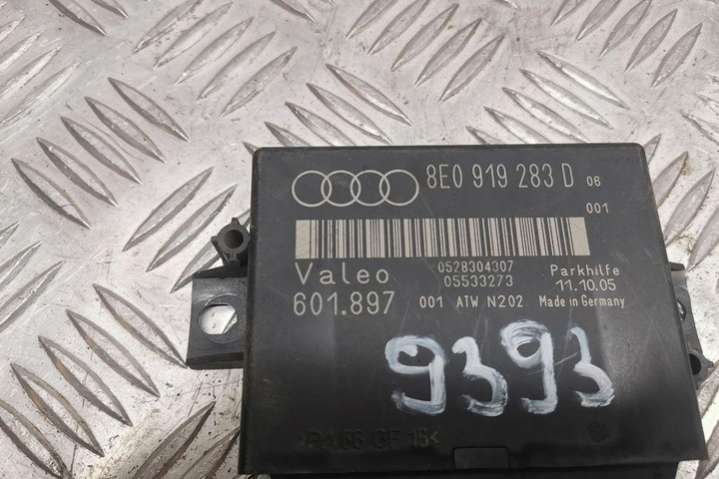 8E0 919 283 D 08
001
Valeo 0528304307 Parkhilfe
05533273 11.10.05
601.897 001 ATW N202 Made in Germany
9393